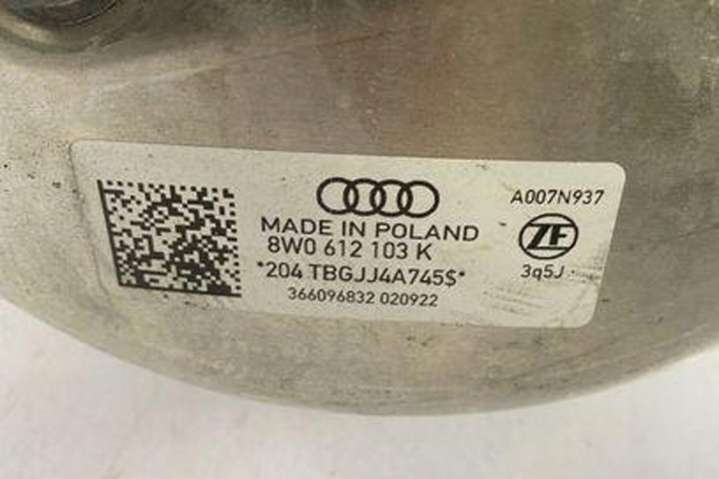 MADE IN POLAND
8W0 612 103 K
*204 TBGJJ4A745$*
366096832 020922
A007N937
ZF
3q5J